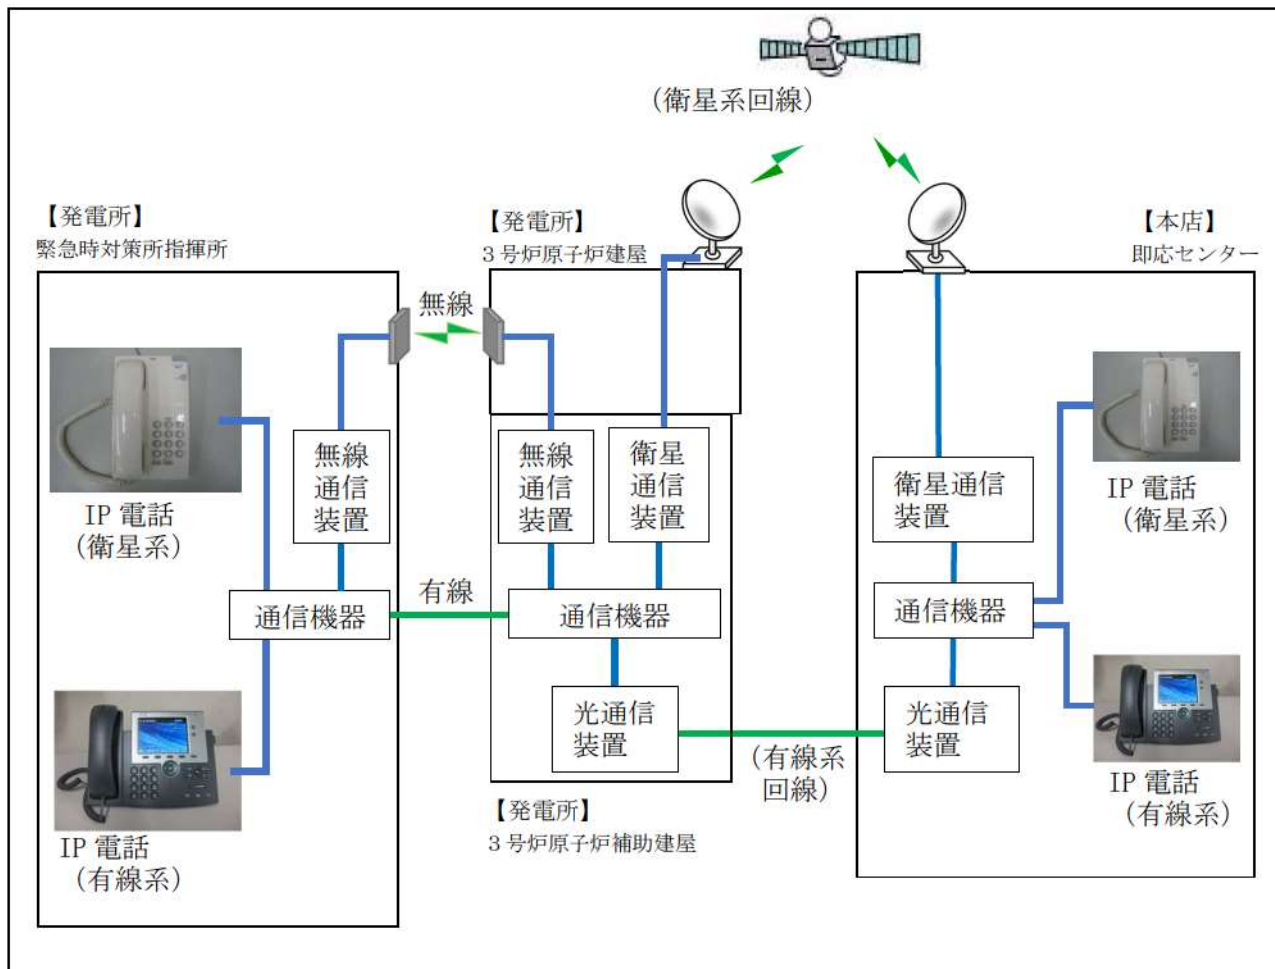 （衛星系回線）
【発電所】
緊急時対策所指揮所
【発電所】
３号炉原子炉建屋
【本店】
即応センター
無線
無線
通信
装置
無線
通信
装置
衛星
通信
装置
衛星通信
装置
IP 電話
（衛星系）
IP 電話
（衛星系）
通信機器
有線
通信機器
通信機器
光通信
装置
光通信
装置
（有線系
回線）
IP 電話
（有線系）
IP 電話
（有線系）
【発電所】
３号炉原子炉補助建屋